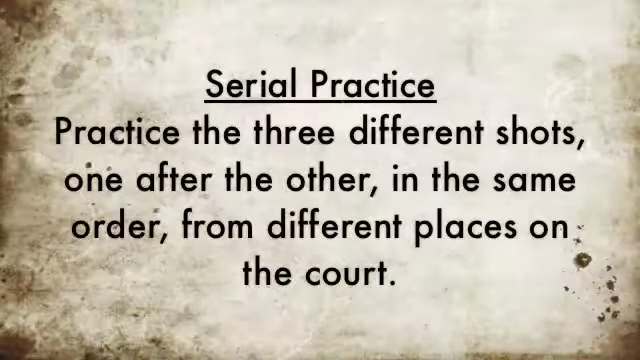 Serial Practice
Practice the three different shots,
one after the other, in the same
order, from different places on
the court.